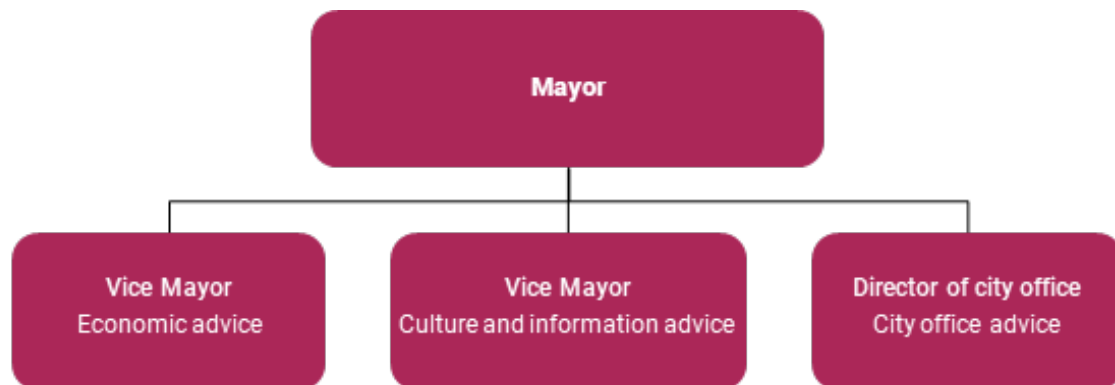 Mayor
Vice Mayor
Economic advice
Vice Mayor
Culture and information advice
Director of city office
City office advice